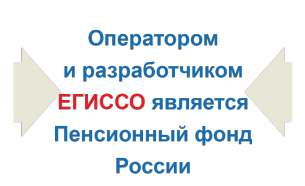 Оператором
и разработчиком
ЕГИССО является
Пенсионный фонд
России